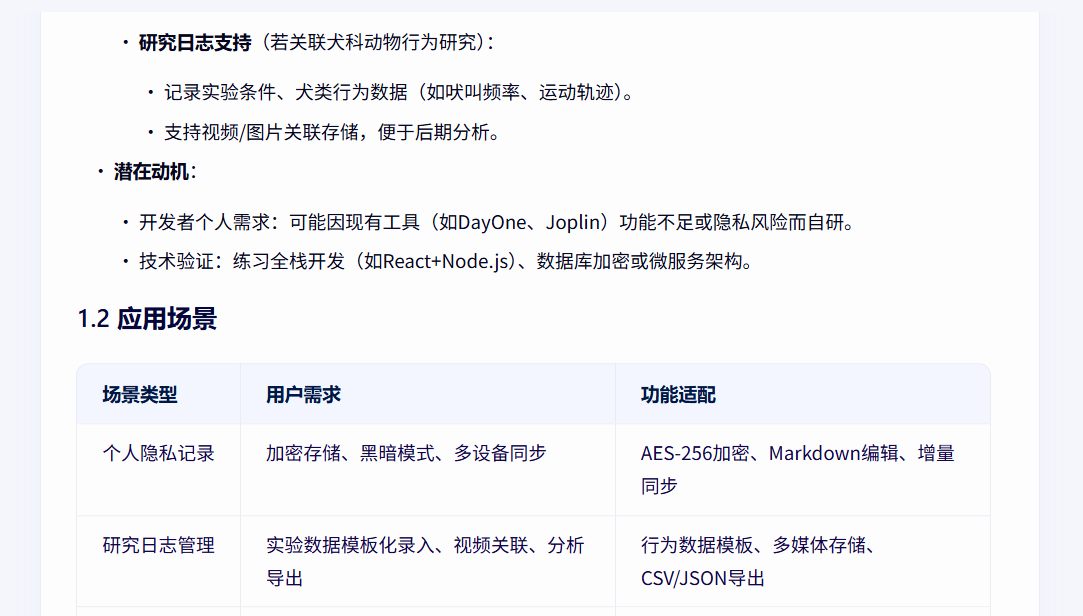 • 研究日志支持（若关联犬科动物行为研究）：
• 记录实验条件、犬类行为数据（如吠叫频率、运动轨迹）。
• 支持视频/图片关联存储，便于后期分析。
• 潜在动机：
• 开发者个人需求：可能因现有工具（如DayOne、Joplin）功能不足或隐私风险而自研。
• 技术验证：练习全栈开发（如React+Node.js）、数据库加密或微服务架构。
1.2 应用场景
场景类型 用户需求 功能适配
个人隐私记录 加密存储、黑暗模式、多设备同步 AES-256加密、Markdown编辑、增量
同步
研究日志管理 实验数据模板化录入、视频关联、分析 行为数据模板、多媒体存储、
导出 CSV/JSON导出